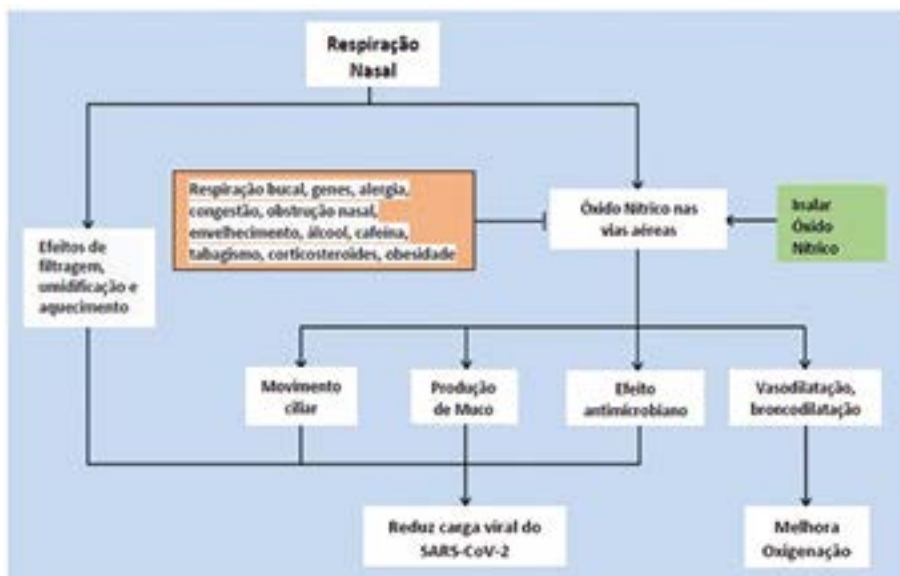 Respiração
Nasal
Respiração bucal, genes, alergia,
congestão, obstrução nasal,
envelhecimento, álcool, cafeína,
tabagismo, corticosteroides, obesidade
Óxido Nítrico nas
vias aéreas
Inalar
Óxido
Nítrico
Efeitos de
filtragem,
umidificação e
aquecimento
Movimento
ciliar
Produção
de Muco
Efeito
antimicrobiano
Vasodilatação,
broncodilatação
Reduz carga viral do
SARS-CoV-2
Melhora
Oxigenação